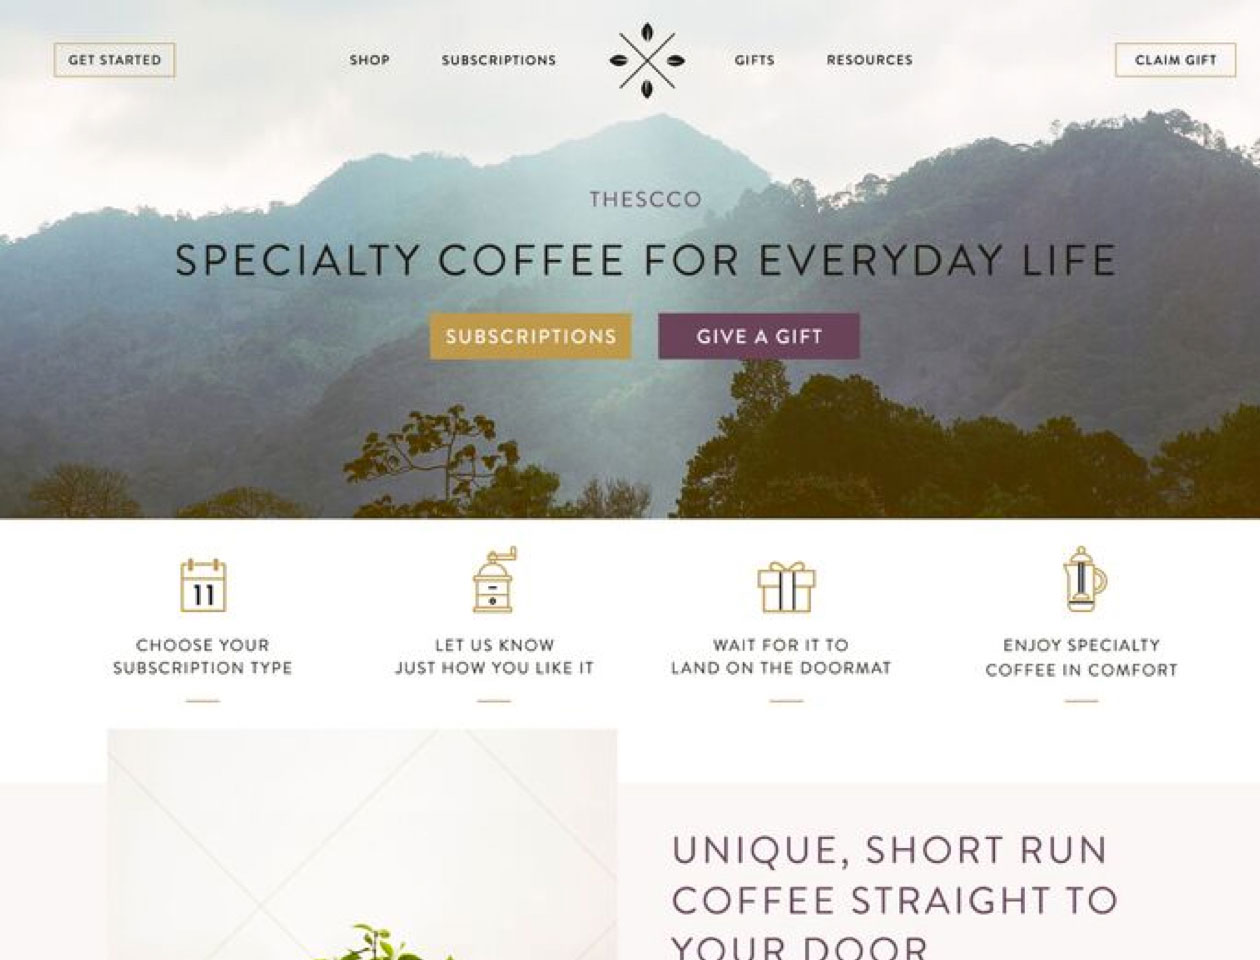 GET STARTED
SHOP
SUBSCRIPTIONS
GIFTS
RESOURCES
CLAIM GIFT
THESCCO
SPECIALTY COFFEE FOR EVERYDAY LIFE
SUBSCRIPTIONS
GIVE A GIFT
11
CHOOSE YOUR
SUBSCRIPTION TYPE
LET US KNOW
JUST HOW YOU LIKE IT
WAIT FOR IT TO
LAND ON THE DOORMAT
ENJOY SPECIALTY
COFFEE IN COMFORT
UNIQUE, SHORT RUN
COFFEE STRAIGHT TO
YOUR DOOR